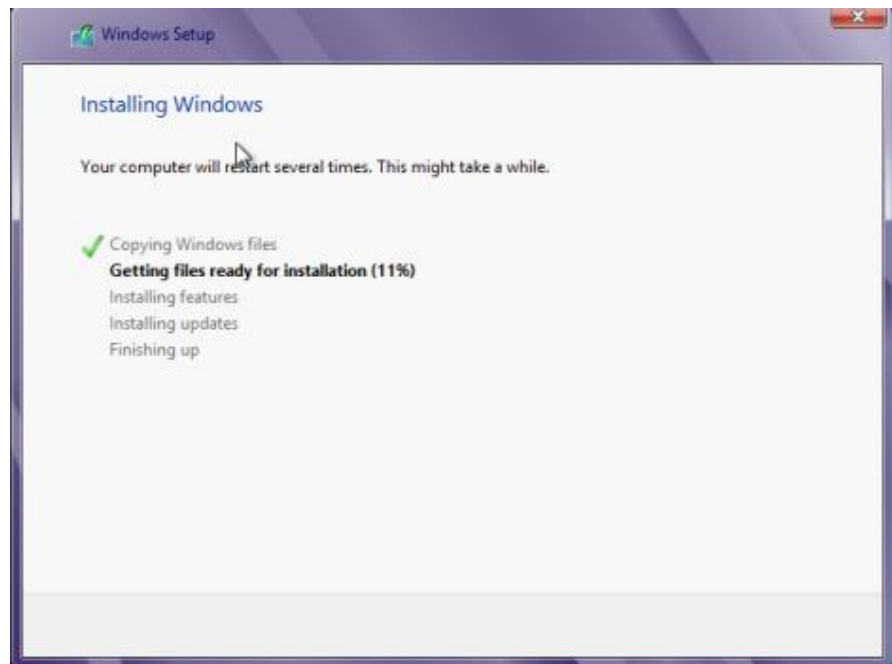 Windows Setup
Installing Windows
Your computer will restart several times. This might take a while.
Copying Windows files
Getting files ready for installation (11%)
Installing features
Installing updates
Finishing up